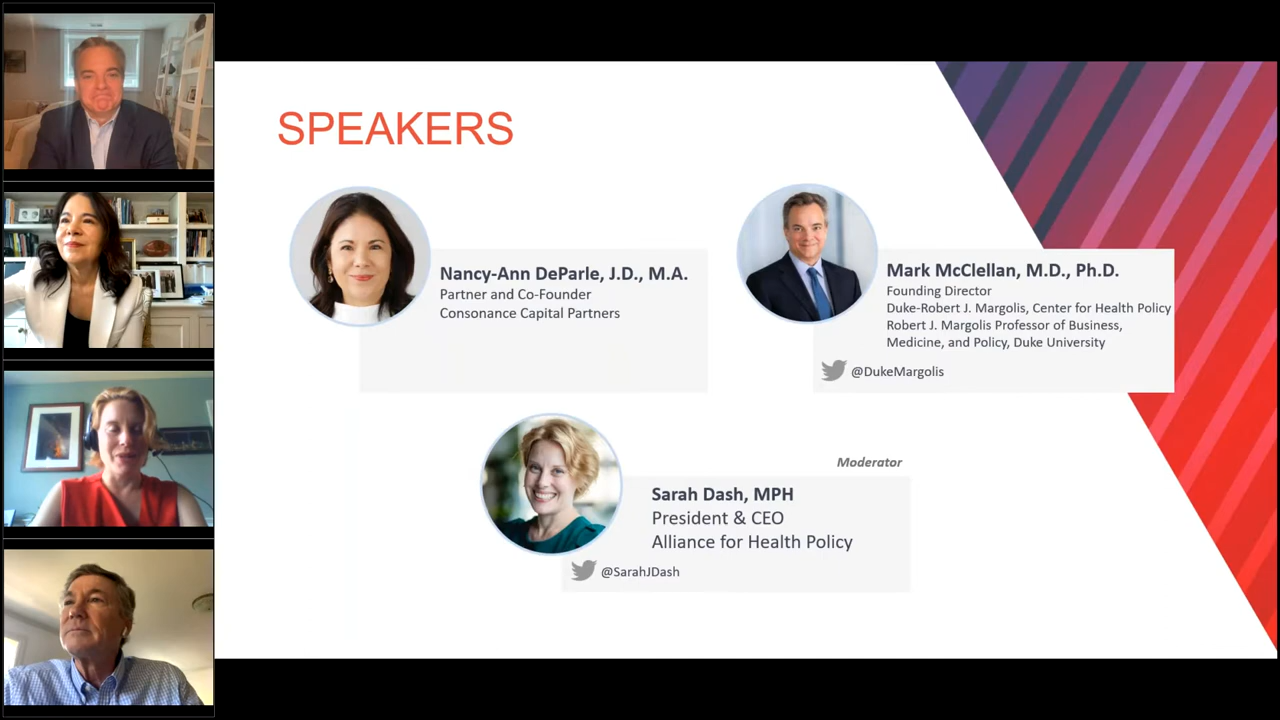 SPEAKERS
Nancy-Ann DeParle, J.D., M.A.
Partner and Co-Founder
Consonance Capital Partners
Mark McClellan, M.D., Ph.D.
Founding Director
Duke-Robert J. Margolis, Center for Health Policy
Robert J. Margolis Professor of Business,
Medicine, and Policy, Duke University
@DukeMargolis
Moderator
Sarah Dash, MPH
President & CEO
Alliance for Health Policy
@SarahJDash